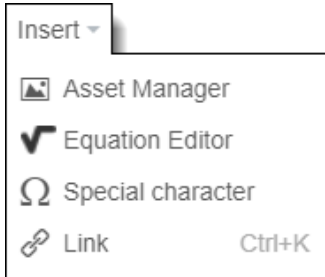 Insert
Asset Manager
Equation Editor
Ω Special character
Link Ctrl+K